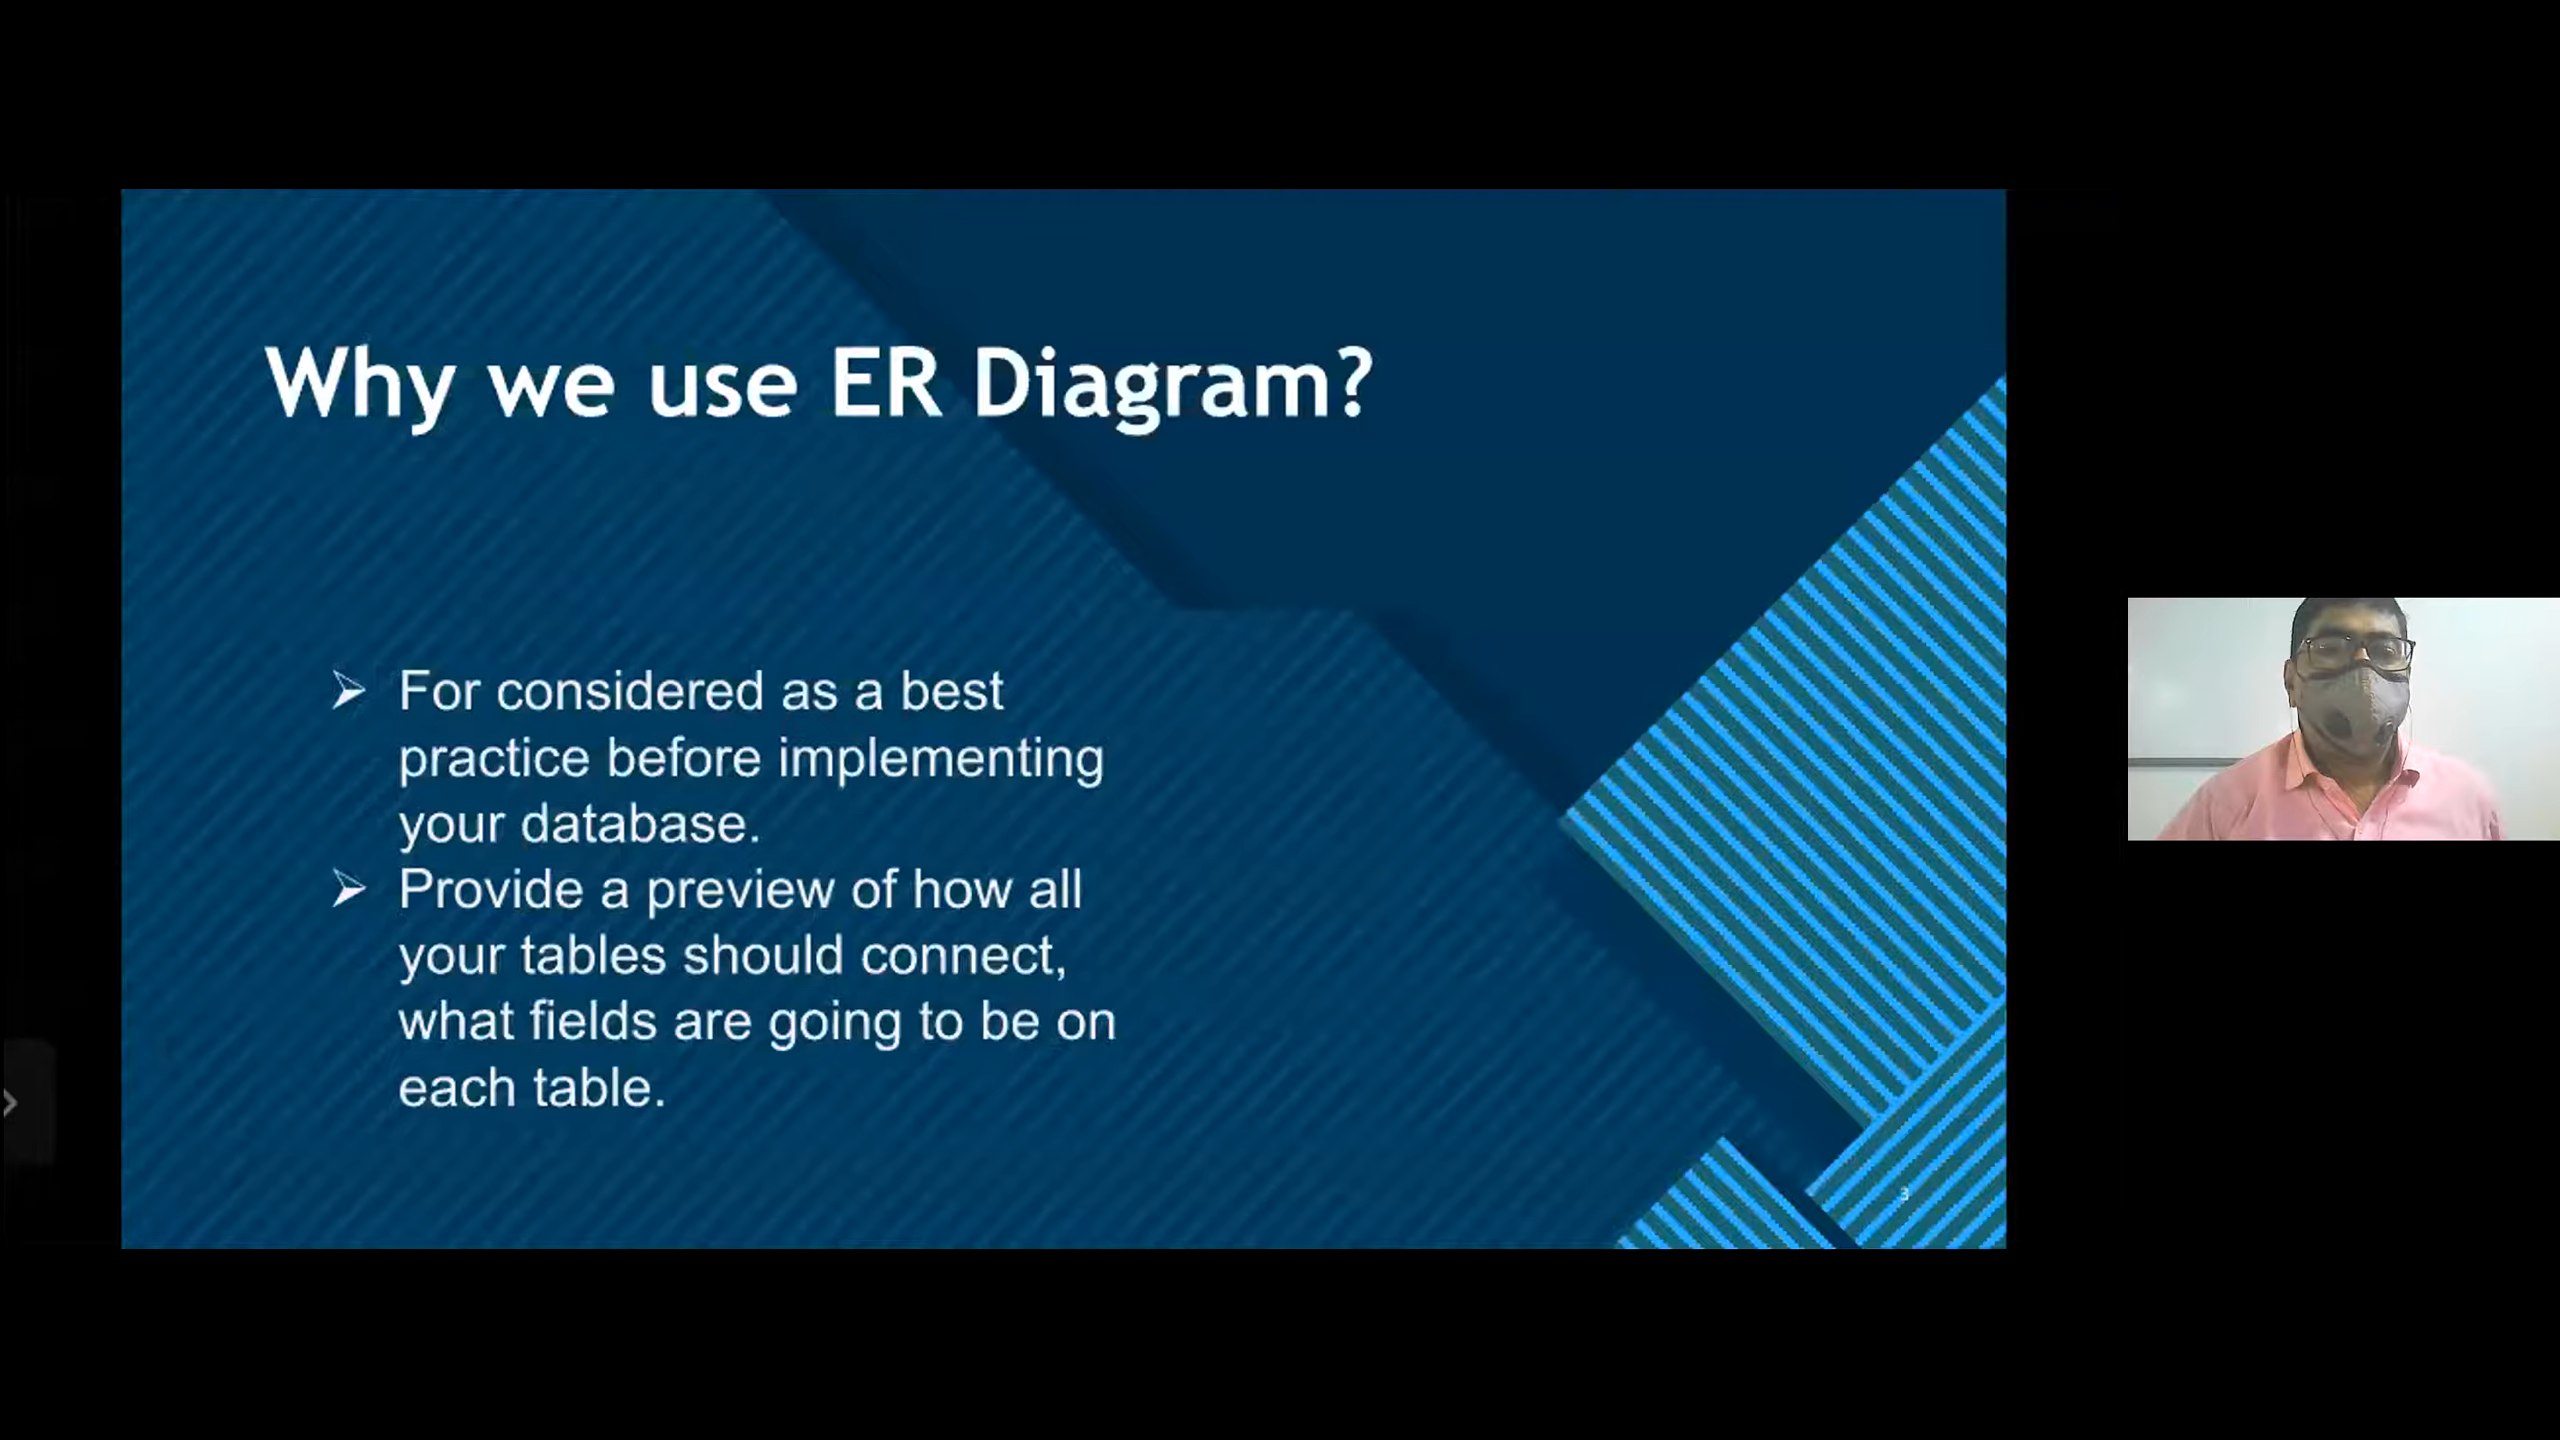 Why we use ER Diagram?
➢ For considered as a best
practice before implementing
your database.
➢ Provide a preview of how all
your tables should connect,
what fields are going to be on
each table.
3